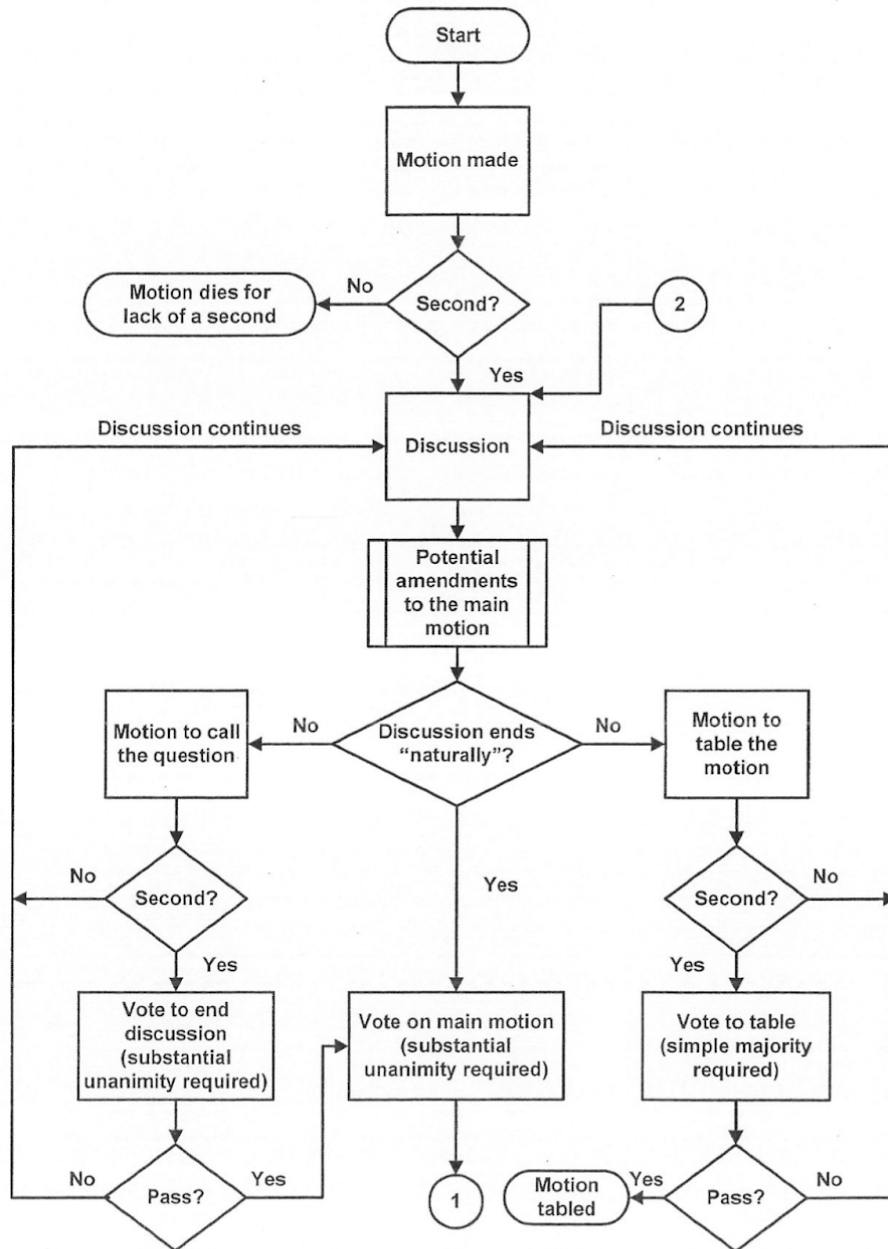 Start
Motion made
No
Motion dies for
lack of a second
Second?
2
Yes
Discussion continues
Discussion
Discussion continues
Potential
amendments
to the main
motion
Motion to call
the question
No
Discussion ends
“naturally”?
No
Motion to
table the
motion
No
Second?
Yes
Second?
No
Yes
Yes
Vote to end
discussion
(substantial
unanimity required)
Vote on main motion
(substantial
unanimity required)
Vote to table
(simple majority
required)
No
Pass?
Yes
1
Motion
tabled
Yes
Pass?
No